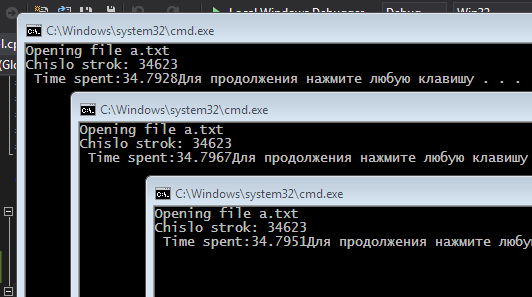 Local Windows Debugger
Debug
Win32
C:\Windows\system32\cmd.exe
Opening file a.txt
Chislo strok: 34623
Time spent:34.7928Для продолжения нажмите любую клавишу . . .
C:\Windows\system32\cmd.exe
Opening file a.txt
Chislo strok: 34623
Time spent:34.7967Для продолжения нажмите любую клавишу
C:\Windows\system32\cmd.exe
Opening file a.txt
Chislo strok: 34623
Time spent:34.7951Для продолжения нажмите